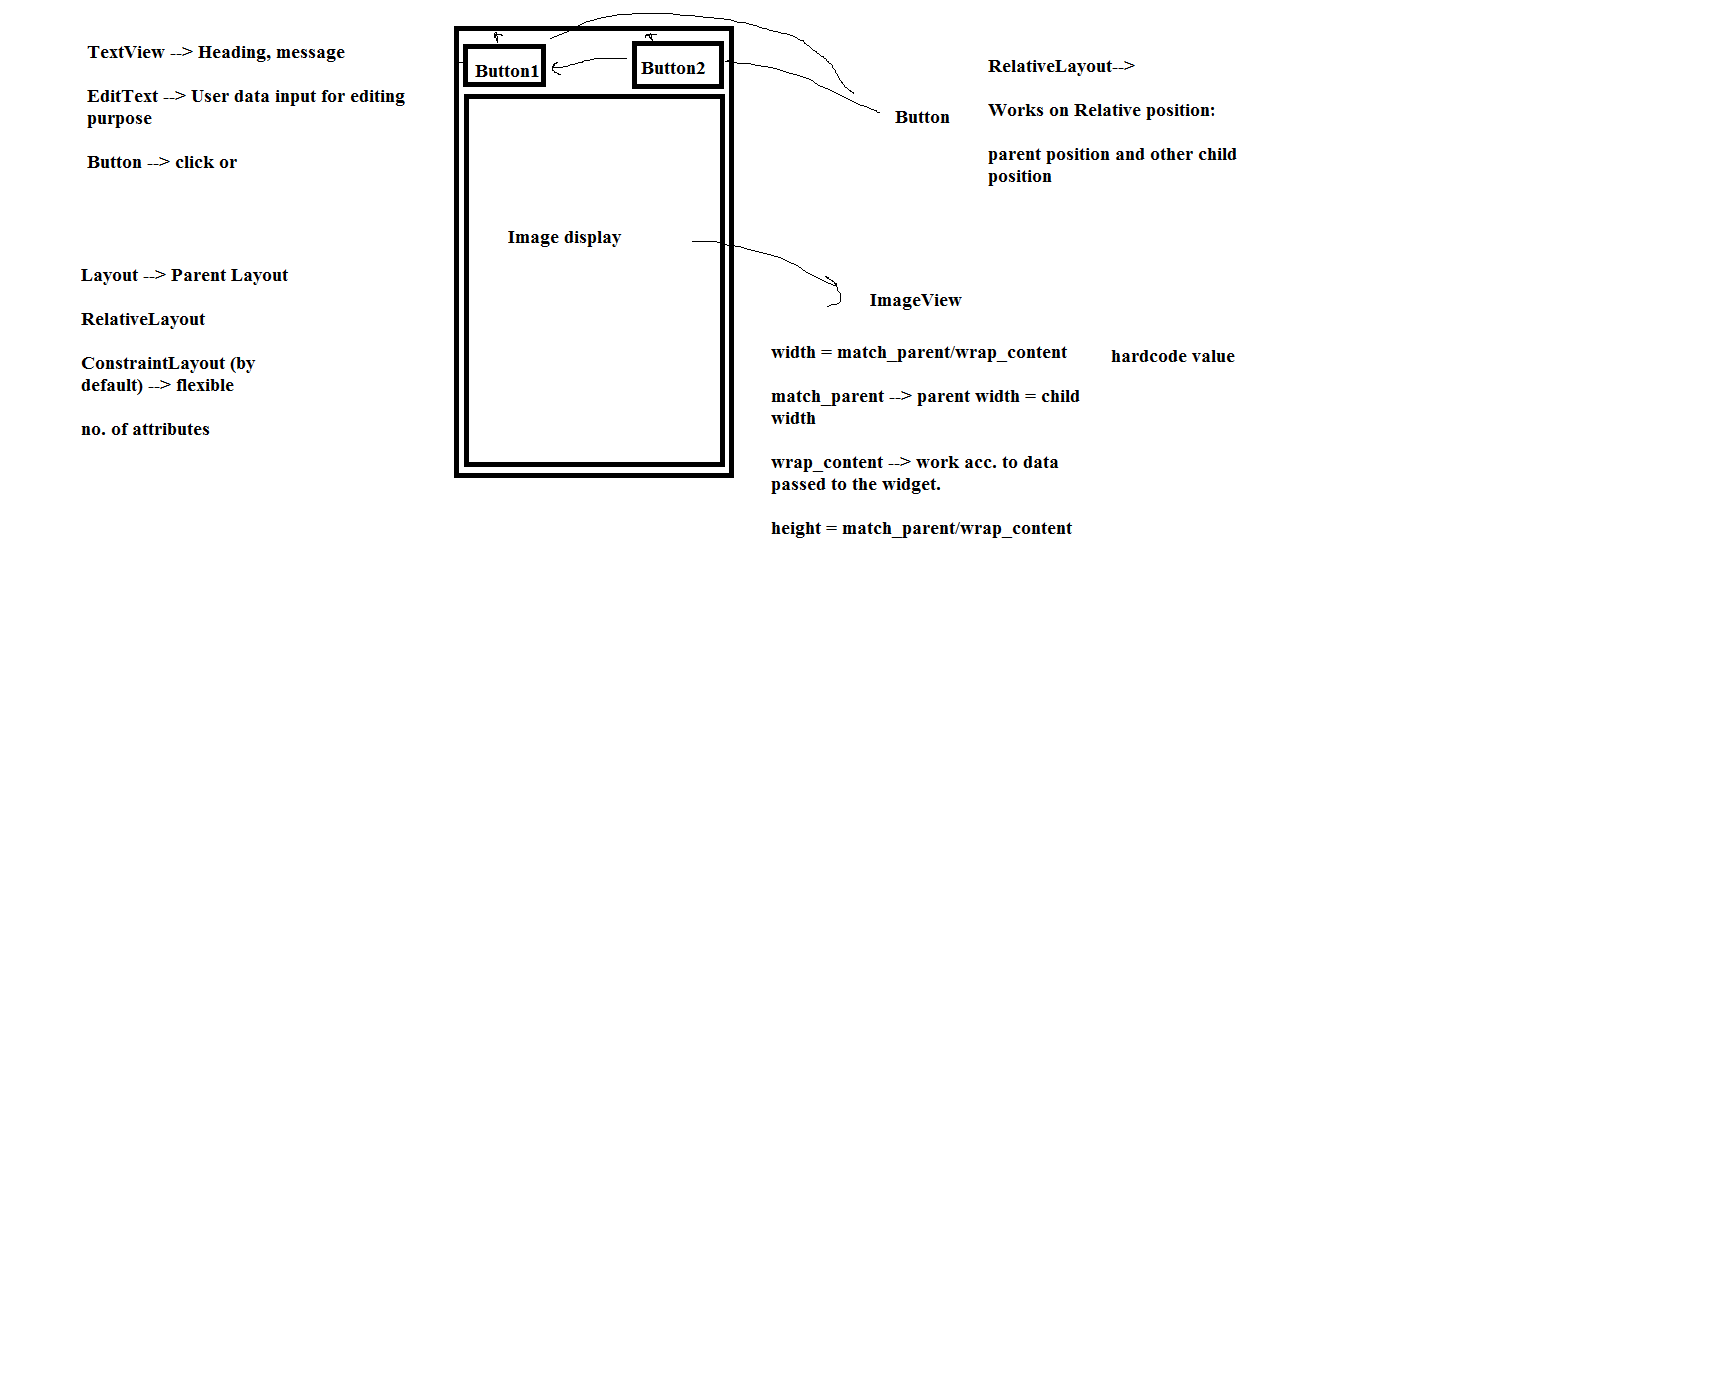 TextView --> Heading, message
EditText --> User data input for editing
purpose
Button --> click or
Layout --> Parent Layout
RelativeLayout
ConstraintLayout (by
default) --> flexible
no. of attributes
Button1
Button2
Image display
Button
RelativeLayout-->
Works on Relative position:
parent position and other child
position
ImageView
width = match_parent/wrap_content
hardcode value
match_parent --> parent width = child
width
wrap_content --> work acc. to data
passed to the widget.
height = match_parent/wrap_content